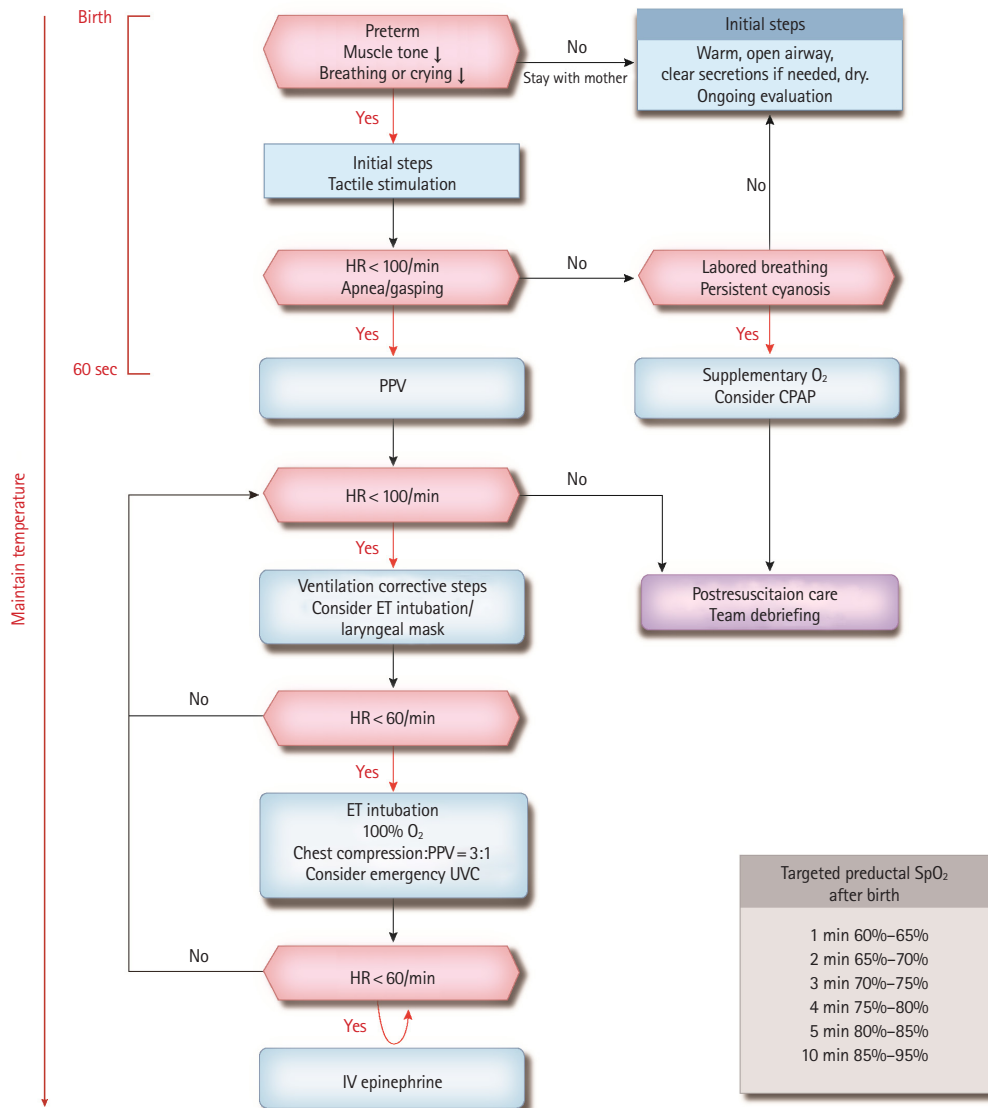 Birth
Preterm
Muscle tone ↓
Breathing or crying ↓
No
Stay with mother
Initial steps
Warm, open airway,
clear secretions if needed, dry.
Ongoing evaluation
Yes
Initial steps
Tactile stimulation
No
HR < 100/min
Apnea/gasping
No
Labored breathing
Persistent cyanosis
Yes
Yes
60 sec
PPV
Supplementary O₂
Consider CPAP
HR < 100/min
No
Yes
Maintain temperature
Ventilation corrective steps
Consider ET intubation/
laryngeal mask
Postresuscitaion care
Team debriefing
No
HR < 60/min
Yes
ET intubation
100% O₂
Chest compression:PPV = 3:1
Consider emergency UVC
No
HR < 60/min
Yes
IV epinephrine
Targeted preductal SpO₂
after birth
1 min 60%–65%
2 min 65%–70%
3 min 70%–75%
4 min 75%–80%
5 min 80%–85%
10 min 85%–95%